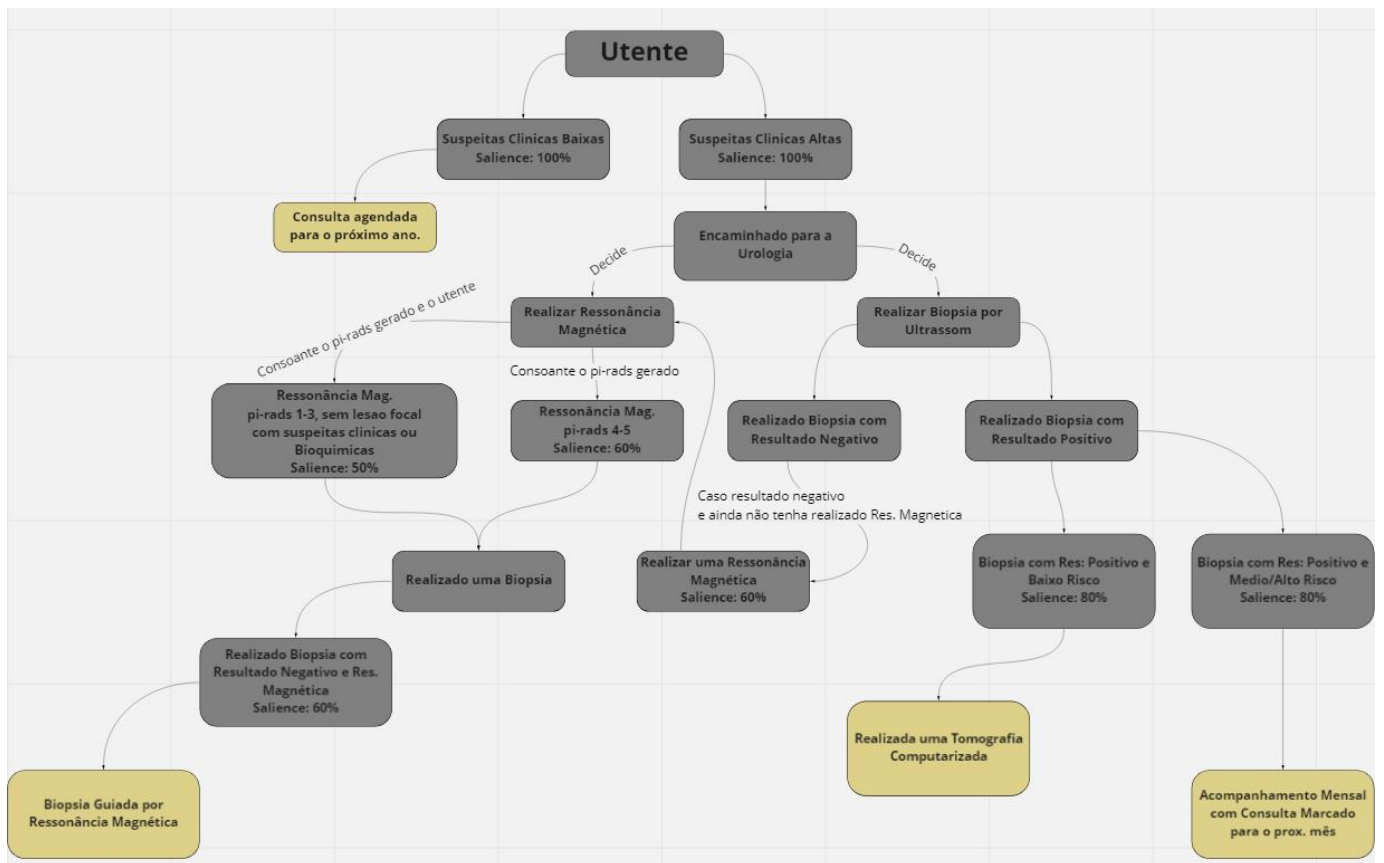 Utente
Suspeitas Clinicas Baixas
Salience: 100%
Suspeitas Clinicas Altas
Salience: 100%
Consulta agendada
para o próximo ano.
Encaminhado para a
Urologia
Decide
Decide
Consoante o pi-rads gerado e o utente
Realizar Ressonância
Magnética
Realizar Biopsia por
Ultrassom
Consoante o pi-rads gerado
Ressonância Mag.
pi-rads 1-3, sem lesao focal
com suspeitas clinicas ou
Bioquimicas
Salience: 50%
Ressonância Mag.
pi-rads 4-5
Salience: 60%
Realizado Biopsia com
Resultado Negativo
Realizado Biopsia com
Resultado Positivo
Caso resultado negativo
e ainda não tenha realizado Res. Magnetica
Realizado uma Biopsia
Realizar uma Ressonância
Magnética
Salience: 60%
Biopsia com Res: Positivo e
Baixo Risco
Salience: 80%
Biopsia com Res: Positivo e
Medio/Alto Risco
Salience: 80%
Realizado Biopsia com
Resultado Negativo e Res.
Magnética
Salience: 60%
Realizada uma Tomografia
Computarizada
Biopsia Guiada por
Ressonância Magnética
Acompanhamento Mensal
com Consulta Marcado
para o prox. mês